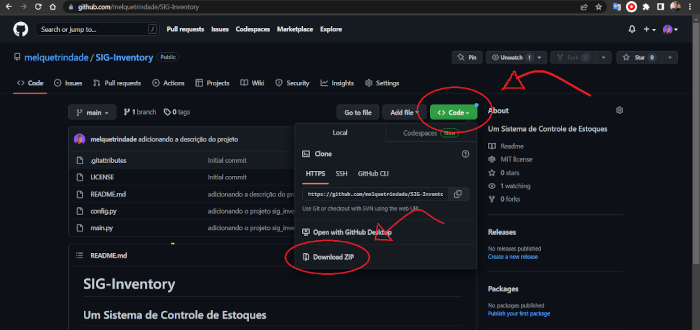 github.com/melquetrindade/SIG-Inventory
Search or jump to... /
Pull requests Issues Codespaces Marketplace Explore
melquetrindade / SIG-Inventory Public
Pin Unwatch 1 Fork 0 Star 0
Code Issues Pull requests Actions Projects Wiki Security Insights Settings
main 1 branch 0 tags Go to file Add file Code
melquetrindade adicionando a descrição do projeto
.gitattributes Initial commit
LICENSE Initial commit
README.md adicionando a descrição do pro
config.py adicionando o projeto sig_inv
main.py adicionando o projeto sig_inv
Local Codespaces New
Clone
HTTPS SSH GitHub CLI
https://github.com/melquetrindade/SIG-Invento
Use Git or checkout with SVN using the web URL.
Open with GitHub Desktop
Download ZIP
README.md
SIG-Inventory
Um Sistema de Controle de Estoques
About
Um Sistema de Controle de Estoques
Readme
MIT license
0 stars
1 watching
0 forks
Releases
No releases published
Create a new release
Packages
No packages published
Publish your first package